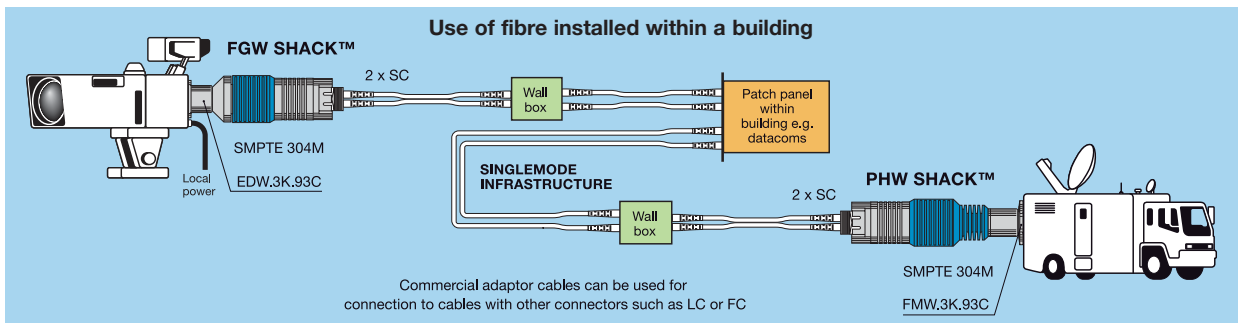 Use of fibre installed within a building
FGW SHACK™
2 x SC
Wall
box
Patch panel
within
building e.g.
datacoms
SMPTE 304M
Local
power
EDW.3K.93C
SINGLEMODE
INFRASTRUCTURE
PHW SHACK™
2 x SC
Wall
box
SMPTE 304M
FMW.3K.93C
Commercial adaptor cables can be used for
connection to cables with other connectors such as LC or FC